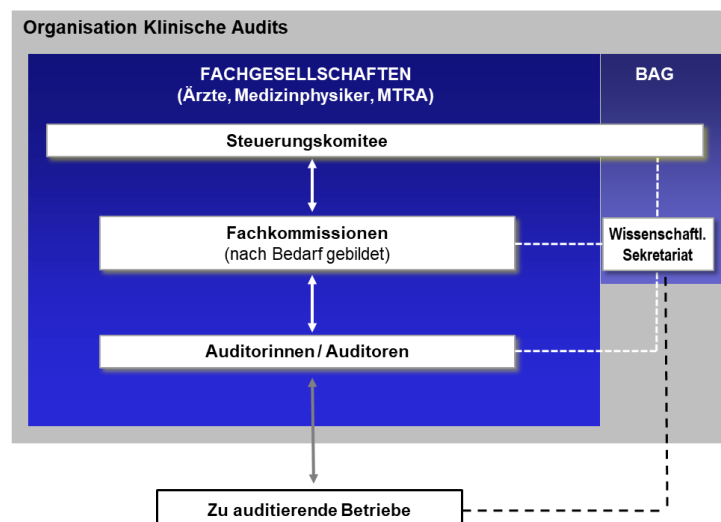 Organisation Klinische Audits
FACHGESELLSCHAFTEN
(Ärzte, Medizinphysiker, MTRA)
BAG
Steuerungskomitee
Fachkommissionen
(nach Bedarf gebildet)
Wissenschaftl.
Sekretariat
Auditorinnen / Auditoren
Zu auditierende Betriebe